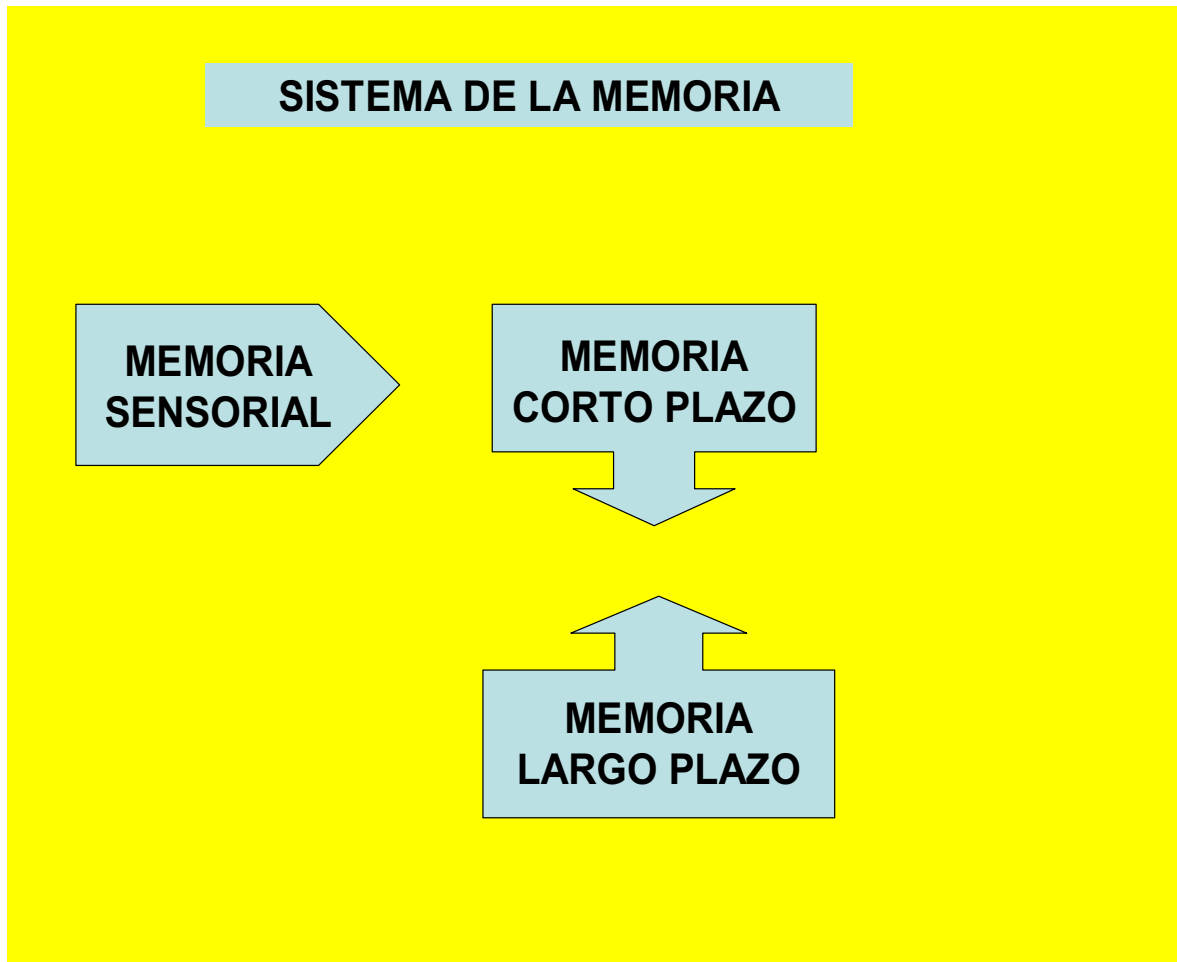 SISTEMA DE LA MEMORIA
MEMORIA
SENSORIAL
MEMORIA
CORTO PLAZO
MEMORIA
LARGO PLAZO